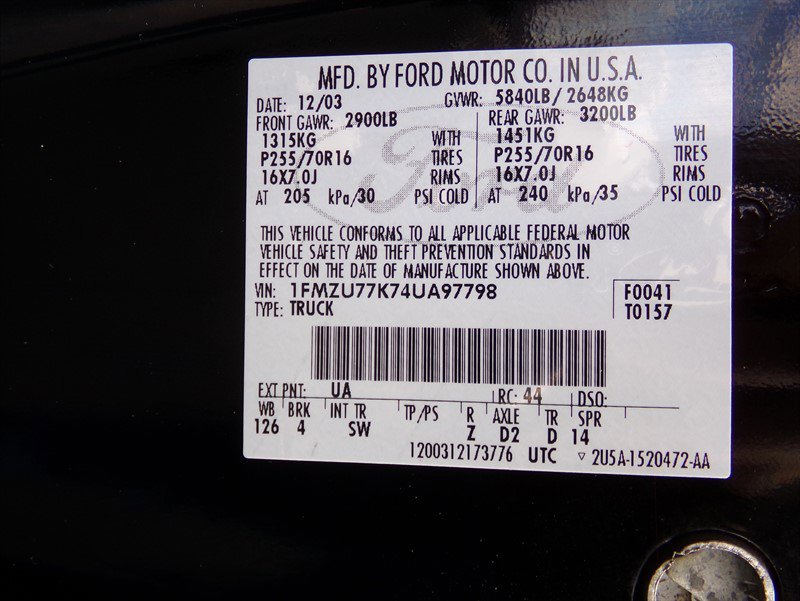 MFD. BY FORD MOTOR CO. IN U.S.A.
DATE: 12/03 GVWR: 5840LB/ 2648KG
FRONT GAWR: 2900LB REAR GAWR: 3200LB
1315KG WITH 1451KG WITH
P255/70R16 TIRES P255/70R16 TIRES
16X7.0J RIMS 16X7.0J RIMS
AT 205 kPa/30 PSI COLD AT 240 kPa/35 PSI COLD
Ford
THIS VEHICLE CONFORMS TO ALL APPLICABLE FEDERAL MOTOR
VEHICLE SAFETY AND THEFT PREVENTION STANDARDS IN
EFFECT ON THE DATE OF MANUFACTURE SHOWN ABOVE.
VIN: 1FMZU77K74UA97798 F0041
TYPE: TRUCK T0157
EXT PNT: UA RC: 44 DSO:
WB BRK INT TR TP/PS R AXLE TR SPR
126 4 SW Z D2 D 14
1200312173776 UTC ▽ 2U5A-1520472-AA